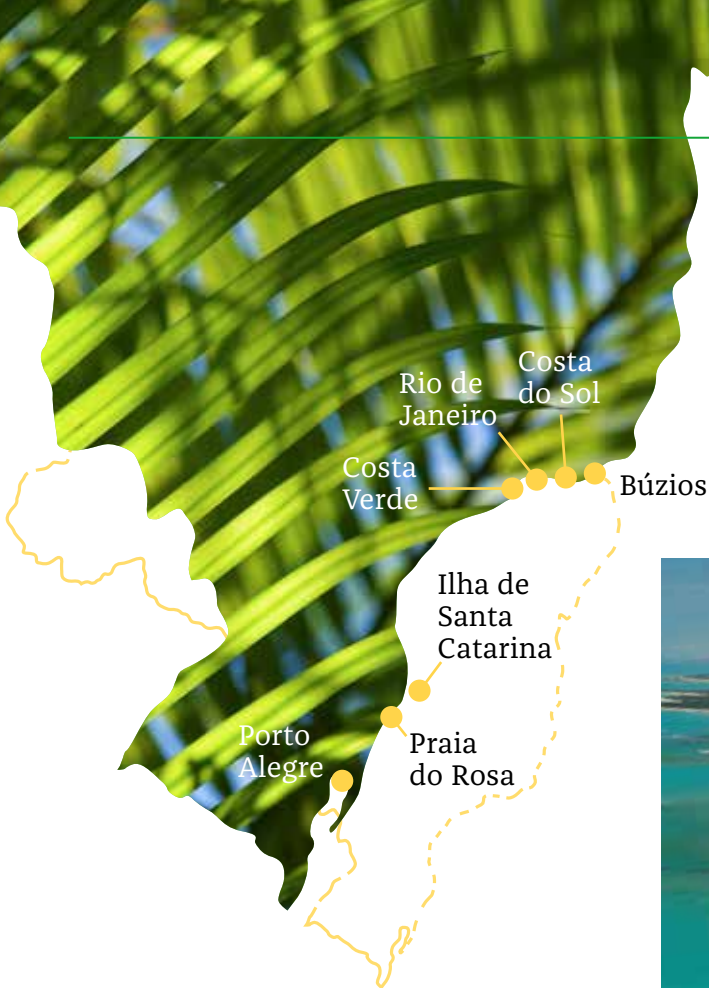 Costa
do Sol
Rio de
Janeiro
Costa
Verde
Búzios
Ilha de
Santa
Catarina
Porto
Alegre
Praia
do Rosa